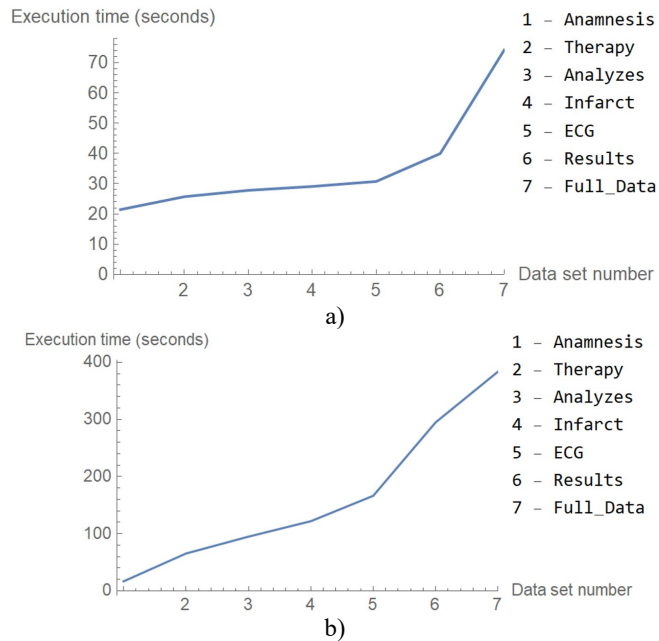 Execution time (seconds)
70
60
50
40
30
20
10
0
2 3 4 5 6 7
Data set number
1 – Anamnesis
2 – Therapy
3 – Analyzes
4 – Infarct
5 – ECG
6 – Results
7 – Full_Data
a)
Execution time (seconds)
400
300
200
100
0
2 3 4 5 6 7
Data set number
1 – Anamnesis
2 – Therapy
3 – Analyzes
4 – Infarct
5 – ECG
6 – Results
7 – Full_Data
b)